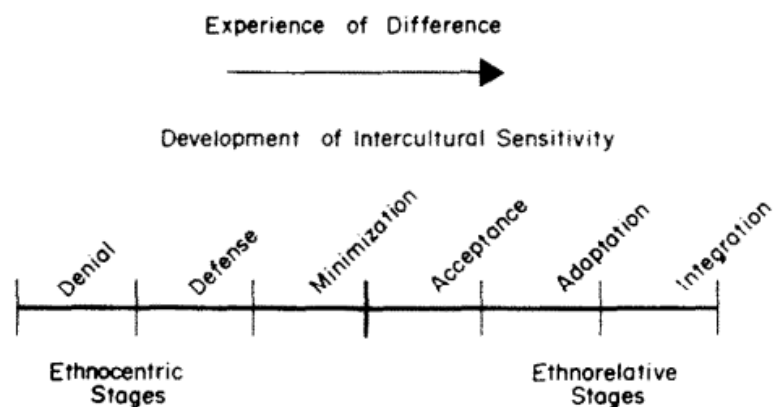 Experience of Difference
Development of Intercultural Sensitivity
Denial
Defense
Minimization
Acceptance
Adaptation
Integration
Ethnocentric
Stages
Ethnorelative
Stages